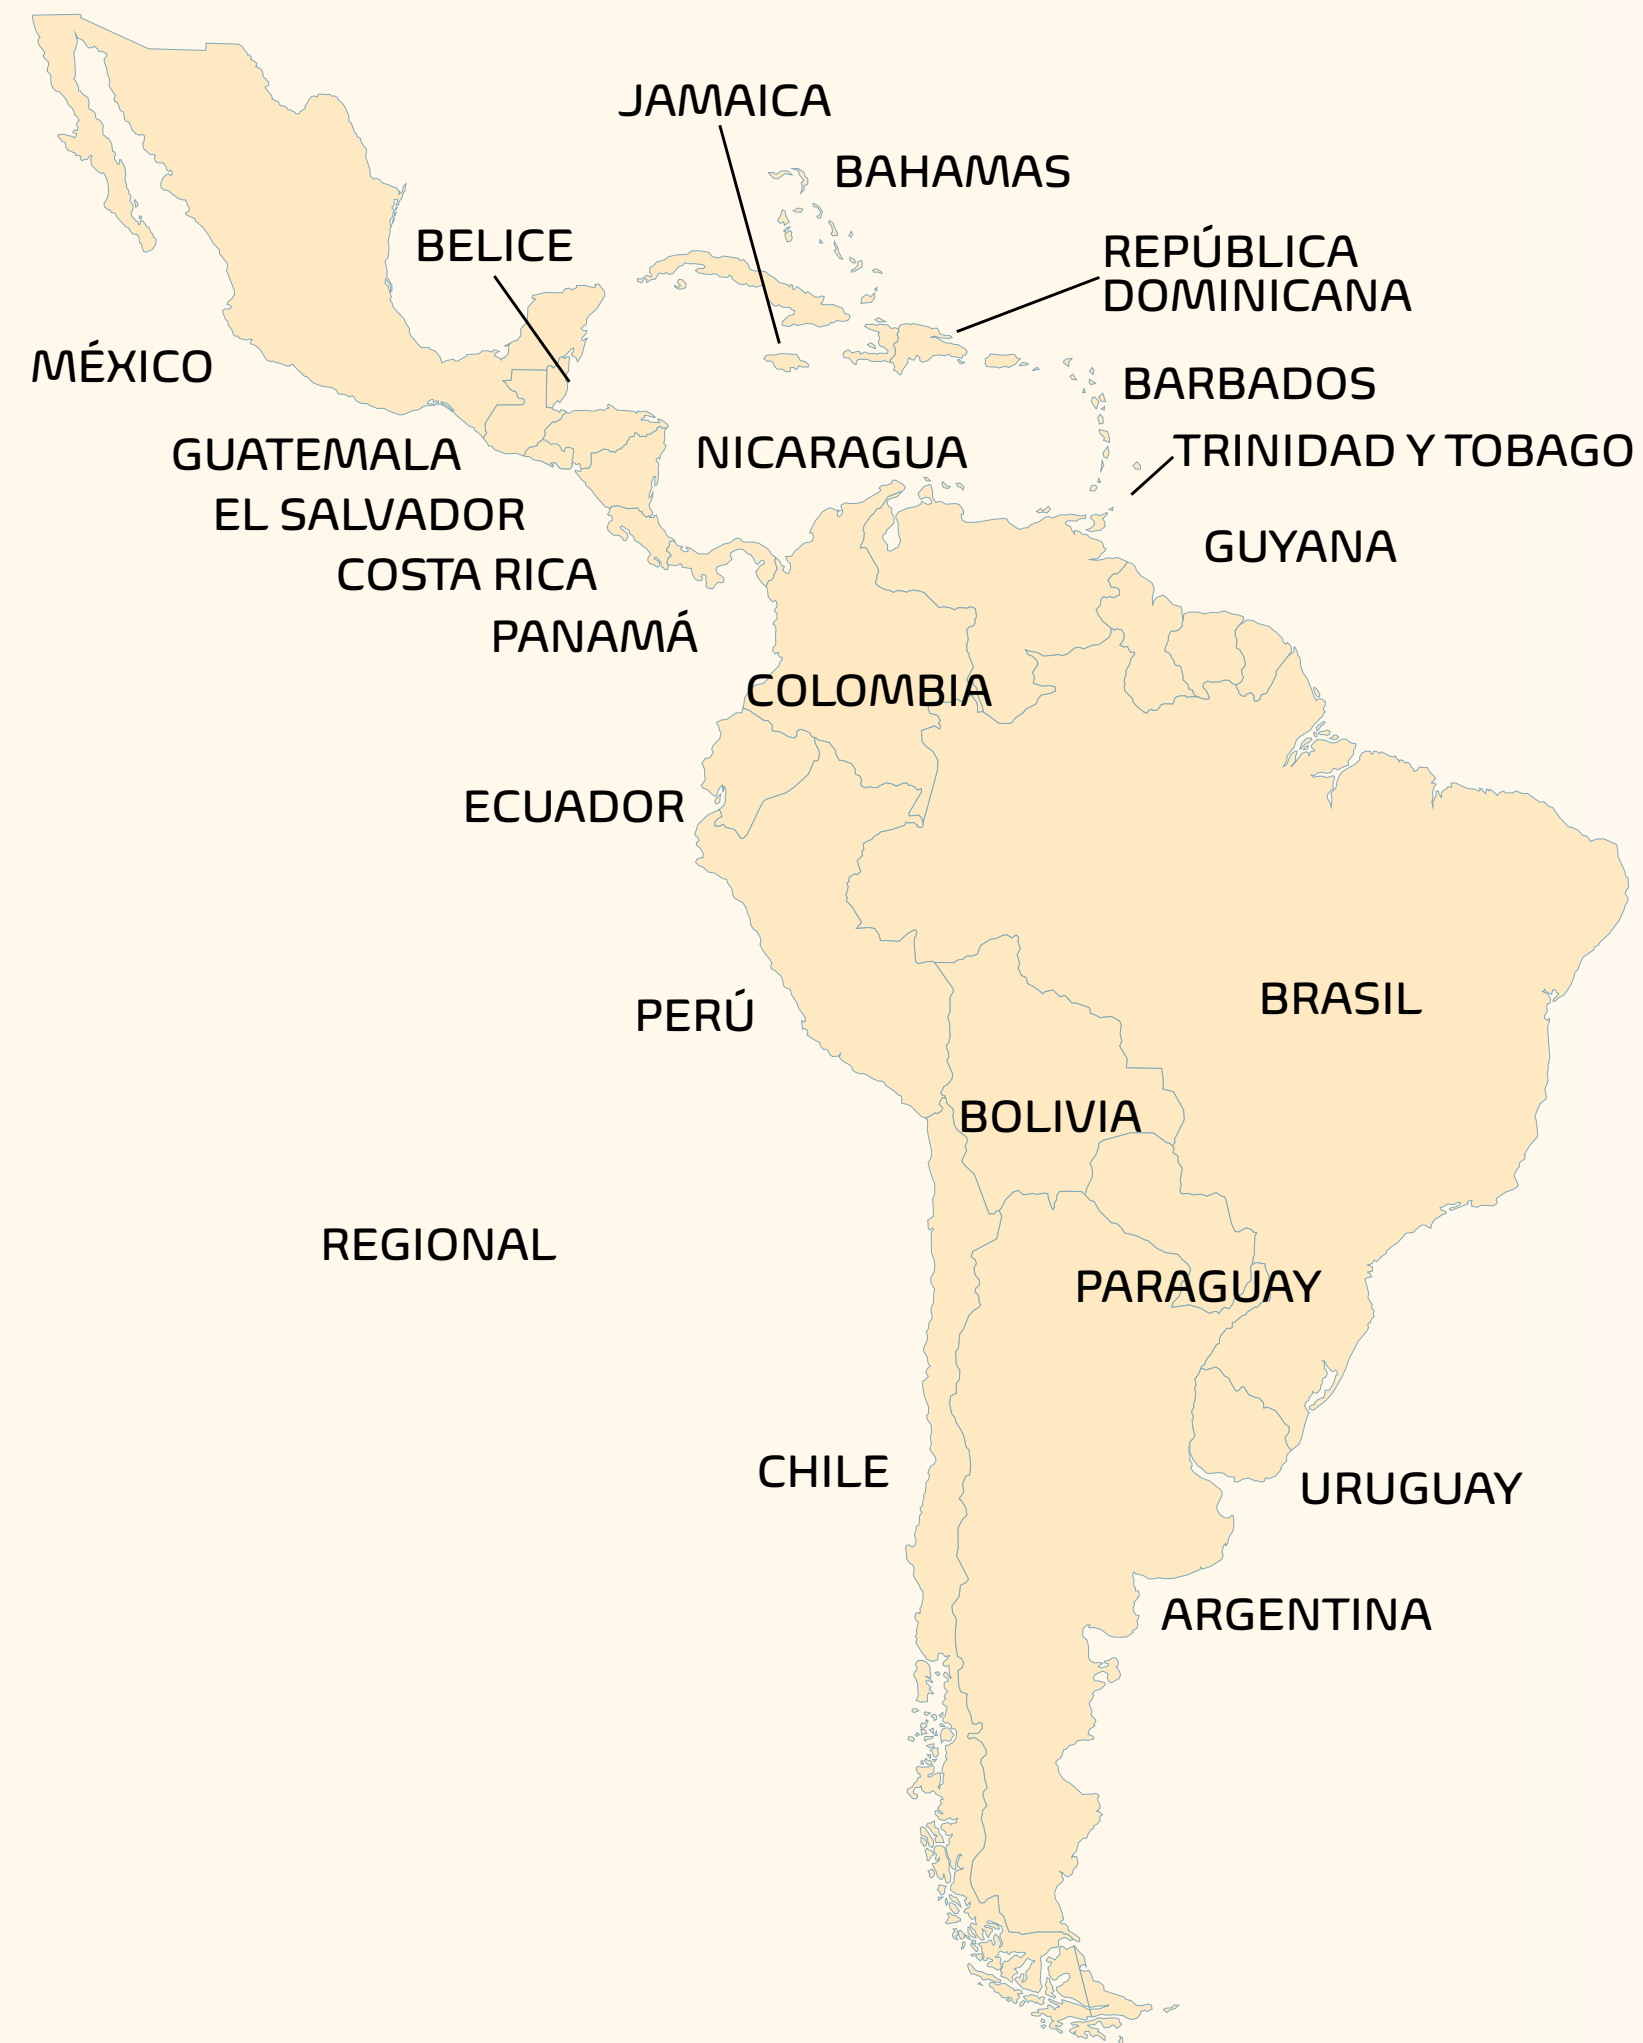 JAMAICA
BAHAMAS
BELICE
REPÚBLICA
DOMINICANA
MÉXICO
BARBADOS
GUATEMALA
NICARAGUA
TRINIDAD Y TOBAGO
EL SALVADOR
GUYANA
COSTA RICA
PANAMÁ
COLOMBIA
ECUADOR
PERÚ
BRASIL
BOLIVIA
REGIONAL
PARAGUAY
CHILE
URUGUAY
ARGENTINA